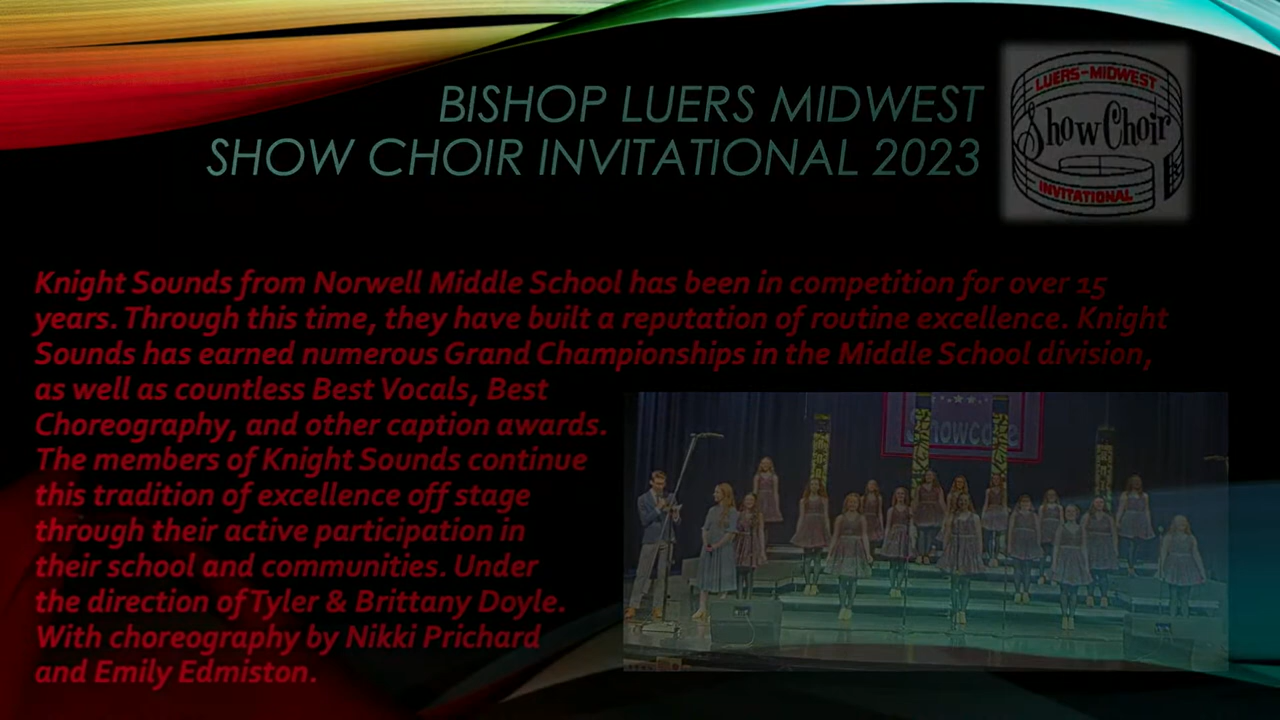 BISHOP LUERS MIDWEST
SHOW CHOIR INVITATIONAL 2023
LUERS-MIDWEST
Show Choir
INVITATIONAL
Knight Sounds from Norwell Middle School has been in competition for over 15
years. Through this time, they have built a reputation of routine excellence. Knight
Sounds has earned numerous Grand Championships in the Middle School division,
as well as countless Best Vocals, Best
Choreography, and other caption awards.
The members of Knight Sounds continue
this tradition of excellence off stage
through their active participation in
their school and communities. Under
the direction of Tyler & Brittany Doyle.
With choreography by Nikki Prichard
and Emily Edmiston.